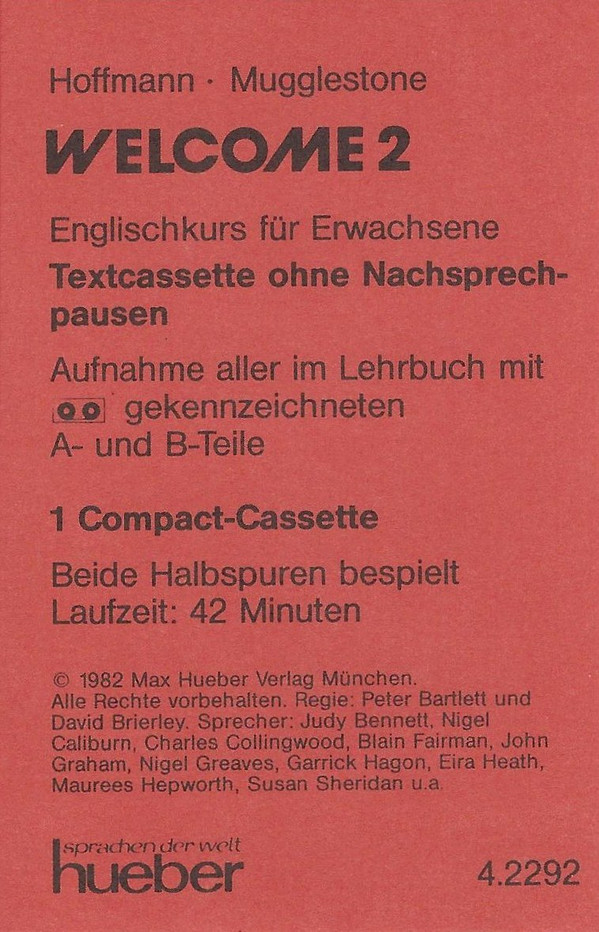 Hoffmann · Mugglestone
WELCOME 2
Englischkurs für Erwachsene
Textcassette ohne Nachsprech-
pausen
Aufnahme aller im Lehrbuch mit
gekennzeichneten
A- und B-Teile
1 Compact-Cassette
Beide Halbspuren bespielt
Laufzeit: 42 Minuten
© 1982 Max Hueber Verlag München.
Alle Rechte vorbehalten. Regie: Peter Bartlett und
David Brierley. Sprecher: Judy Bennett, Nigel
Caliburn, Charles Collingwood, Blain Fairman, John
Graham, Nigel Greaves, Garrick Hagon, Eira Heath,
Maurees Hepworth, Susan Sheridan u.a.
sprachen der welt
hueber
4.2292